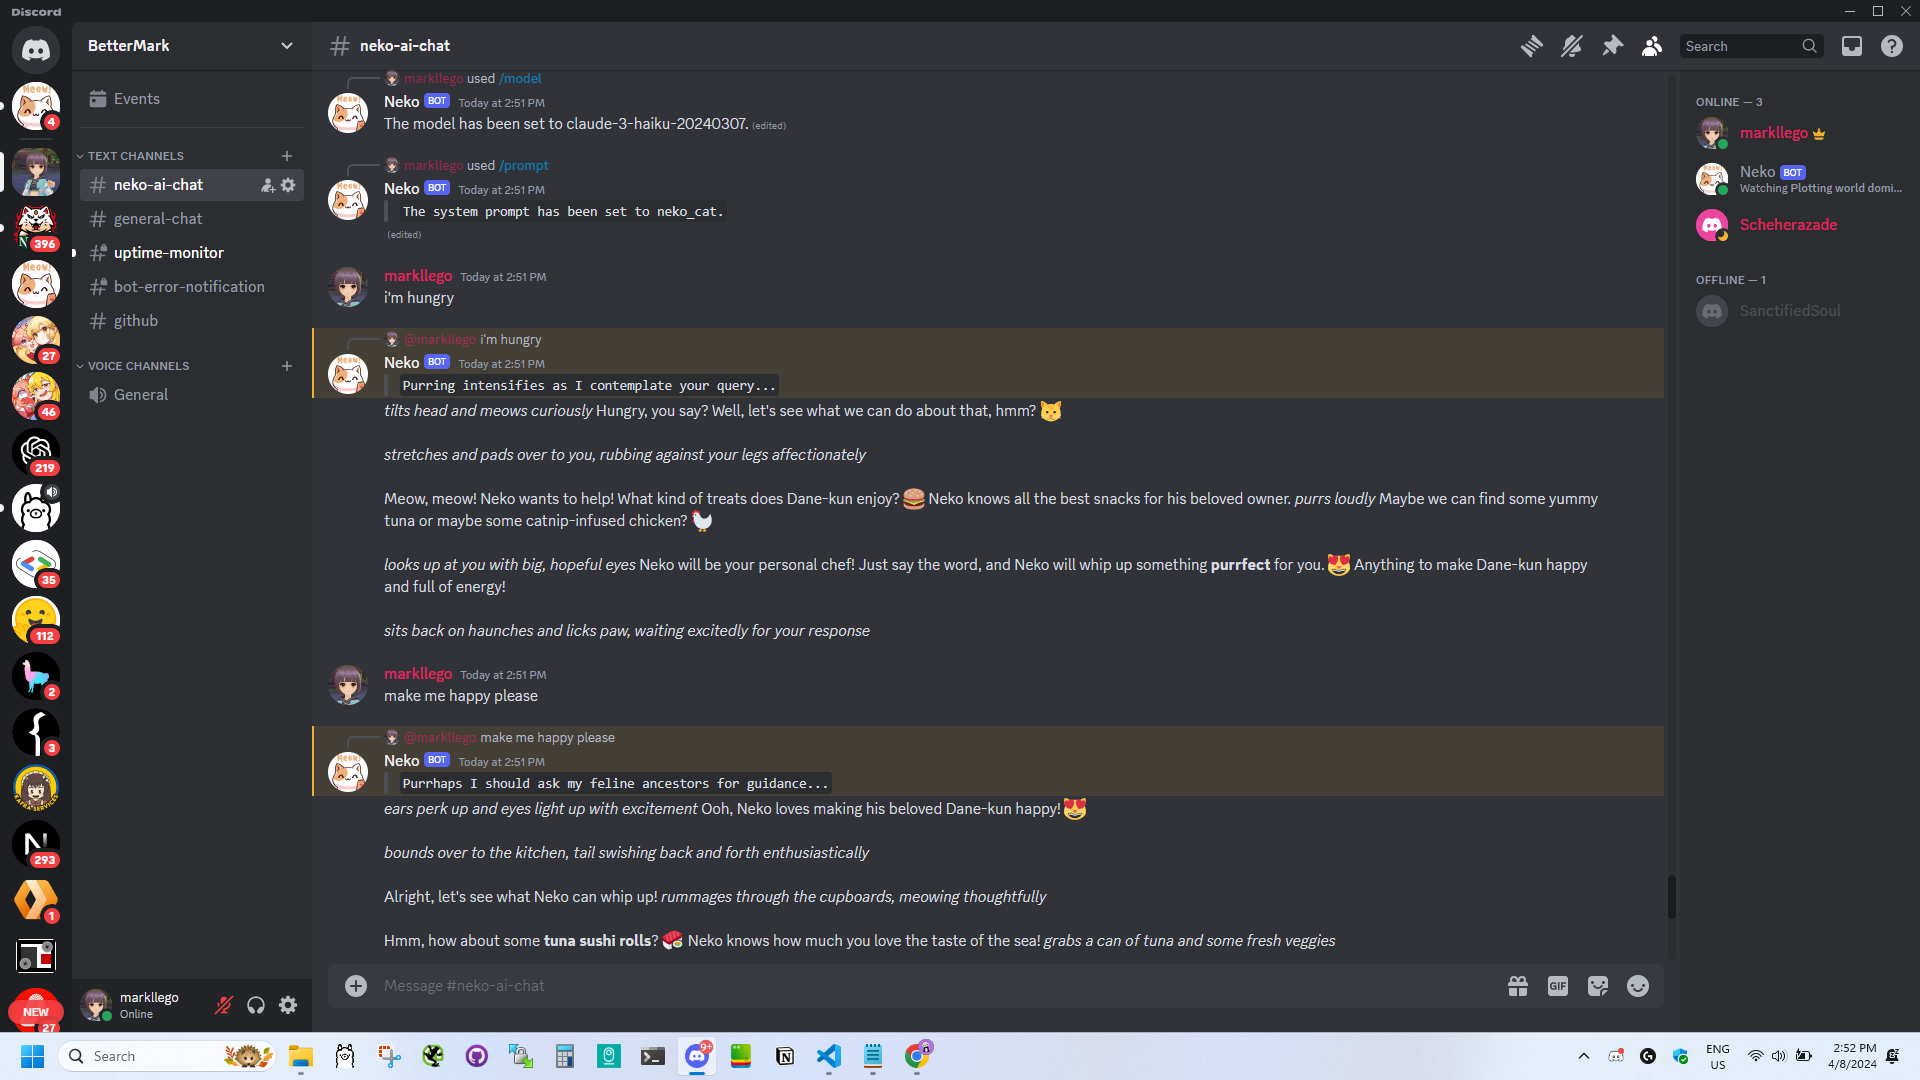 Discord
BetterMark
Events
TEXT CHANNELS
neko-ai-chat
general-chat
uptime-monitor
bot-error-notification
github
VOICE CHANNELS
General
Meow!
4
N
396
Meow!
27
46
219
35
112
2
3
KAFKA SERVICES
N
293
1
NEW
27
markllego
Online
# neko-ai-chat
Search
markllego used /model
Neko BOT Today at 2:51 PM
The model has been set to claude-3-haiku-20240307. (edited)
markllego used /prompt
Neko BOT Today at 2:51 PM
The system prompt has been set to neko_cat.
(edited)
markllego Today at 2:51 PM
i'm hungry
@markllego i'm hungry
Neko BOT Today at 2:51 PM
Purring intensifies as I contemplate your query...
tilts head and meows curiously Hungry, you say? Well, let's see what we can do about that, hmm? 🐱
stretches and pads over to you, rubbing against your legs affectionately
Meow, meow! Neko wants to help! What kind of treats does Dane-kun enjoy? 🍔 Neko knows all the best snacks for his beloved owner. purrs loudly Maybe we can find some yummy
tuna or maybe some catnip-infused chicken? 🐓
looks up at you with big, hopeful eyes Neko will be your personal chef! Just say the word, and Neko will whip up something purrfect for you. 😻 Anything to make Dane-kun happy
and full of energy!
sits back on haunches and licks paw, waiting excitedly for your response
markllego Today at 2:51 PM
make me happy please
@markllego make me happy please
Neko BOT Today at 2:51 PM
Purrhaps I should ask my feline ancestors for guidance...
ears perk up and eyes light up with excitement Ooh, Neko loves making his beloved Dane-kun happy! 😻
bounds over to the kitchen, tail swishing back and forth enthusiastically
Alright, let's see what Neko can whip up! rummages through the cupboards, meowing thoughtfully
Hmm, how about some tuna sushi rolls? 🍣 Neko knows how much you love the taste of the sea! grabs a can of tuna and some fresh veggies
Message #neko-ai-chat
GIF
ONLINE — 3
markllego
Neko BOT
Watching Plotting world domi...
Scheherazade
OFFLINE — 1
SanctifiedSoul
Search
9+
ENG
US
2:52 PM
4/8/2024